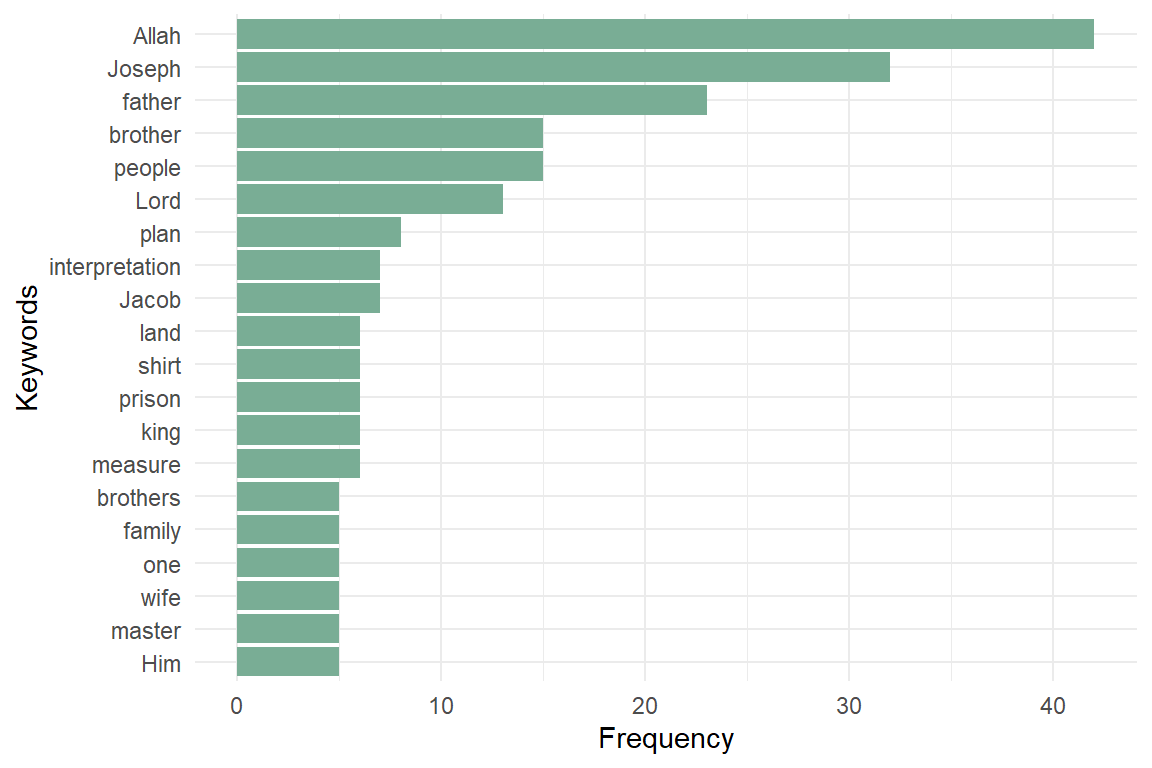 Allah
Joseph
father
brother
people
Lord
plan
interpretation
Jacob
land
shirt
prison
king
measure
brothers
family
one
wife
master
Him
Keywords
0 10 20 30 40
Frequency